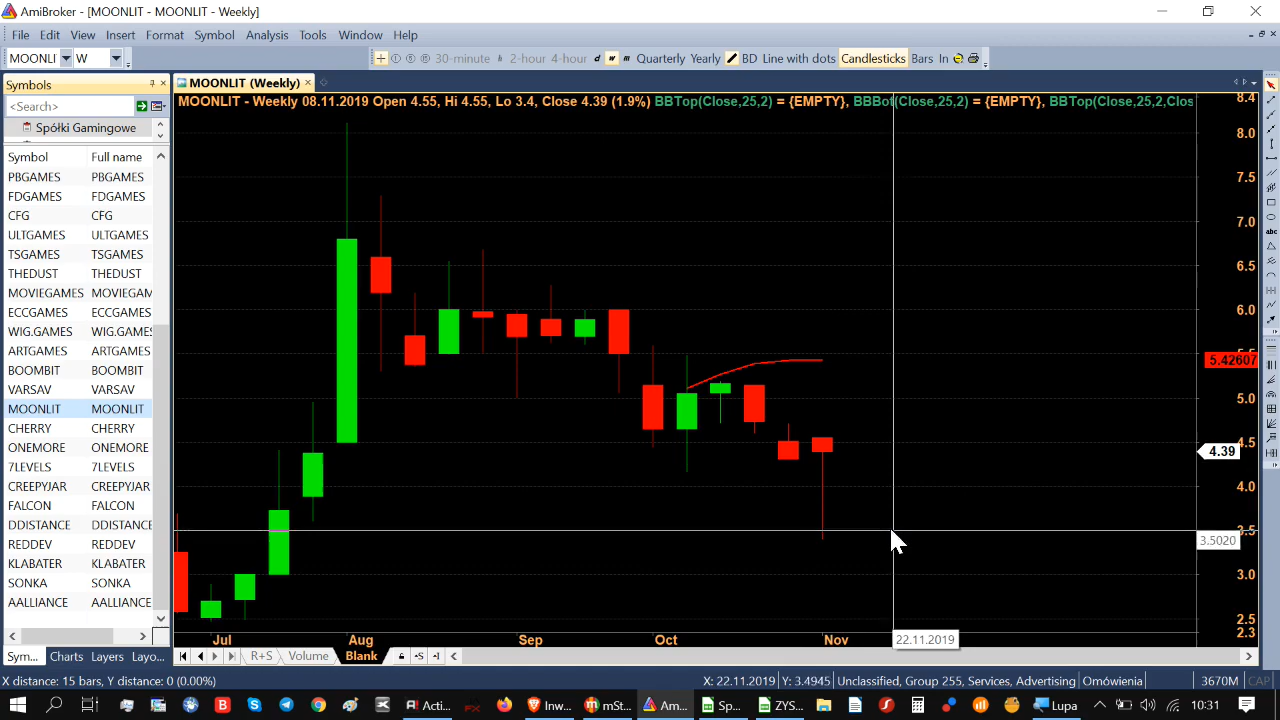 AmiBroker - [MOONLIT - MOONLIT - Weekly]
File Edit View Insert Format Symbol Analysis Tools Window Help
MOONLI W 30-minute 2-hour 4-hour d w m Quarterly Yearly BD Line with dots Candlesticks Bars In
Symbols
MOONLIT (Weekly)
<Search>
MOONLIT - Weekly 08.11.2019 Open 4.55, Hi 4.55, Lo 3.4, Close 4.39 (1.9%) BBTop(Close,25,2) = {EMPTY}, BBBot(Close,25,2) = {EMPTY}, BBTop(Close,25,2,Clos
Spółki Gamingowe
Symbol Full name
PBGAMES PBGAMES
FDGAMES FDGAMES
CFG CFG
ULTGAMES ULTGAMES
TSGAMES TSGAMES
THEDUST THEDUST
MOVIEGAMES MOVIEGAM
ECCGAMES ECCGAMES
WIG.GAMES WIG.GAMES
ARTGAMES ARTGAMES
BOOMBIT BOOMBIT
VARSAV VARSAV
MOONLIT MOONLIT
CHERRY CHERRY
ONEMORE ONEMORE
7LEVELS 7LEVELS
CREEPYJAR CREEPYJAR
FALCON FALCON
DDISTANCE DDISTANCE
REDDEV REDDEV
KLABATER KLABATER
SONKA SONKA
AALLIANCE AALLIANCE
8.4
8.0
7.5
7.0
6.5
6.0
5.42607
5.0
4.5
4.39
4.0
3.5
3.5020
3.0
2.5
2.3
Jul Aug Sep Oct Nov 22.11.2019
Sym... Charts Layers Layo...
R+S Volume Blank
X distance: 15 bars, Y distance: 0 (0.00%) X: 22.11.2019 Y: 3.4945 Unclassified, Group 255, Services, Advertising Omówienia 3670M CAP
Acti... Inw... mSt... Am... Sp... ZYS... Lupa 10:31